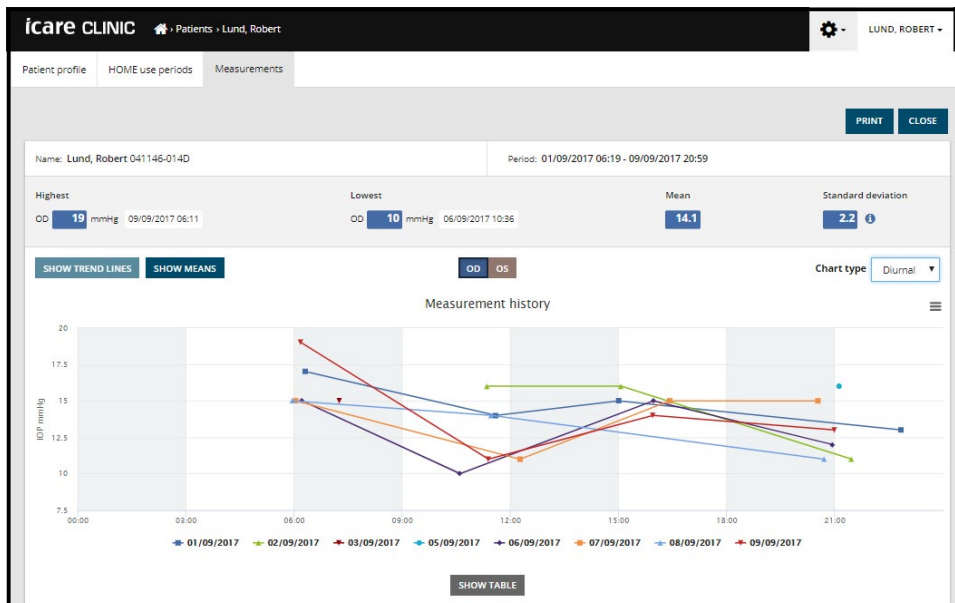 icare CLINIC › Patients › Lund, Robert LUND, ROBERT
Patient profile HOME use periods Measurements
PRINT CLOSE
Name: Lund, Robert 041146-014D Period: 01/09/2017 06:19 - 09/09/2017 20:59
Highest Lowest Mean Standard deviation
OD 19 mmHg 09/09/2017 06:11 OD 10 mmHg 06/09/2017 10:36 14.1 2.2
SHOW TREND LINES SHOW MEANS OD OS Chart type Diurnal
Measurement history
20
17.5
15
12.5
10
7.5
IOP mmHg
00:00 03:00 06:00 09:00 12:00 15:00 18:00 21:00
01/09/2017 02/09/2017 03/09/2017 05/09/2017 06/09/2017 07/09/2017 08/09/2017 09/09/2017
SHOW TABLE